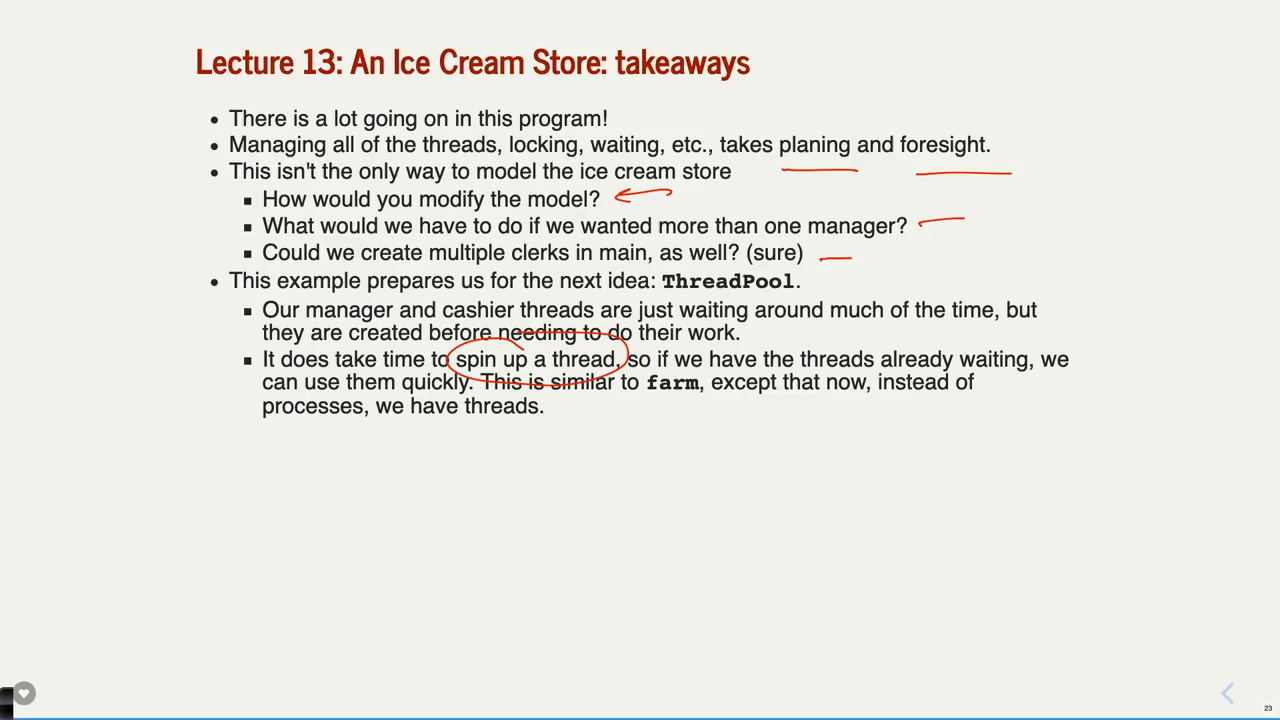 Lecture 13: An Ice Cream Store: takeaways
• There is a lot going on in this program!
• Managing all of the threads, locking, waiting, etc., takes planing and foresight.
• This isn't the only way to model the ice cream store
▪ How would you modify the model?
▪ What would we have to do if we wanted more than one manager?
▪ Could we create multiple clerks in main, as well? (sure)
• This example prepares us for the next idea: ThreadPool.
▪ Our manager and cashier threads are just waiting around much of the time, but
they are created before needing to do their work.
▪ It does take time to spin up a thread, so if we have the threads already waiting, we
can use them quickly. This is similar to farm, except that now, instead of
processes, we have threads.
23